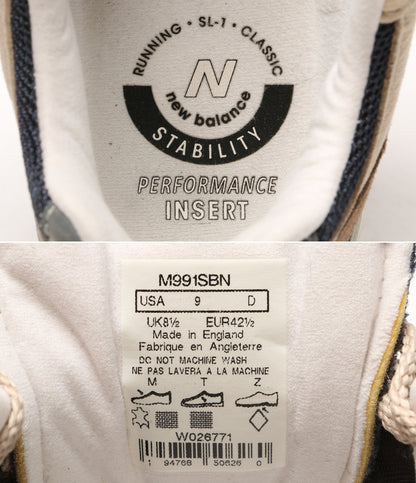 RUNNING • SL-1 • CLASSIC
N
new balance
STABILITY
PERFORMANCE
INSERT
M991SBN
USA 9 D
UK8½ EUR42½
Made in England
Fabrique en Angleterre
DO NOT MACHINE WASH
NE PAS LAVERA A LA MACHINE
M T Z
W026771
1 94768 30626 0